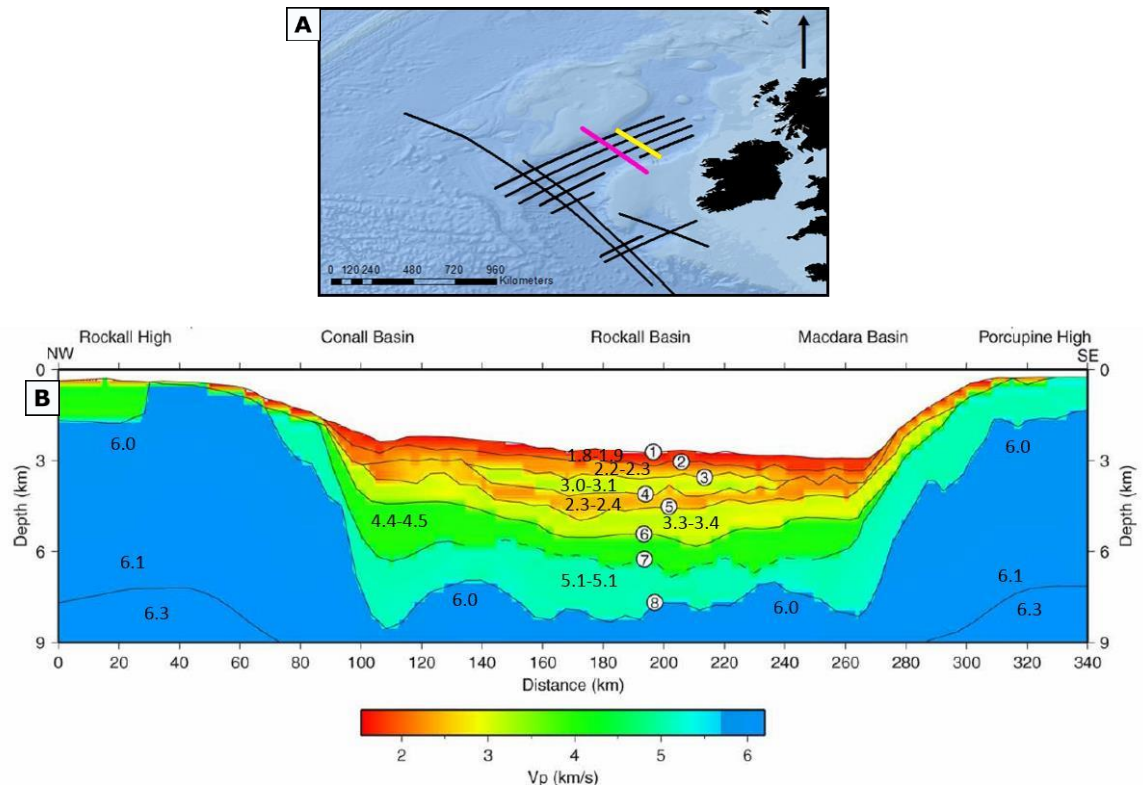 A
0 120 240 480 720 960
Kilometers
Rockall High Conall Basin Rockall Basin Macdara Basin Porcupine High
NW SE
B
0 0
3 3
6 6
9 9
Depth (km)
Depth (km)
6.0
6.1
6.3
1.8-1.9
2.2-2.3
3.0-3.1
2.3-2.4
4.4-4.5
3.3-3.4
5.1-5.1
6.0
6.0
6.0
6.1
6.3
1
2
3
4
5
6
7
8
0 20 40 60 80 100 120 140 160 180 200 220 240 260 280 300 320 340
Distance (km)
2 3 4 5 6
Vp (km/s)